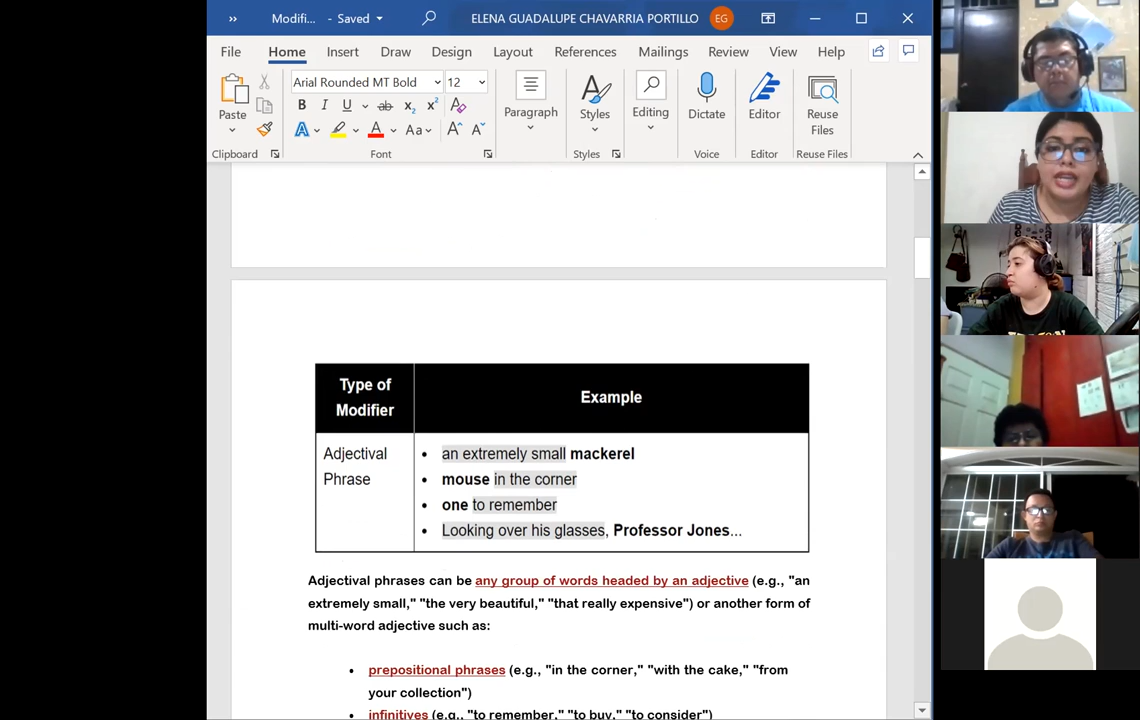 Modifi... - Saved
ELENA GUADALUPE CHAVARRIA PORTILLO EG
File Home Insert Draw Design Layout References Mailings Review View Help
Arial Rounded MT Bold 12
Paste
B I U ab x₂ x²
A A Aa A A
Paragraph
Styles
Editing
Dictate
Editor
Reuse
Files
Clipboard Font Styles Voice Editor Reuse Files
Type of
Modifier
Example
Adjectival
Phrase
• an extremely small mackerel
• mouse in the corner
• one to remember
• Looking over his glasses, Professor Jones...
Adjectival phrases can be any group of words headed by an adjective (e.g., "an
extremely small," "the very beautiful," "that really expensive") or another form of
multi-word adjective such as:
• prepositional phrases (e.g., "in the corner," "with the cake," "from
your collection")
• infinitives (e.g., "to remember," "to buy," "to consider")